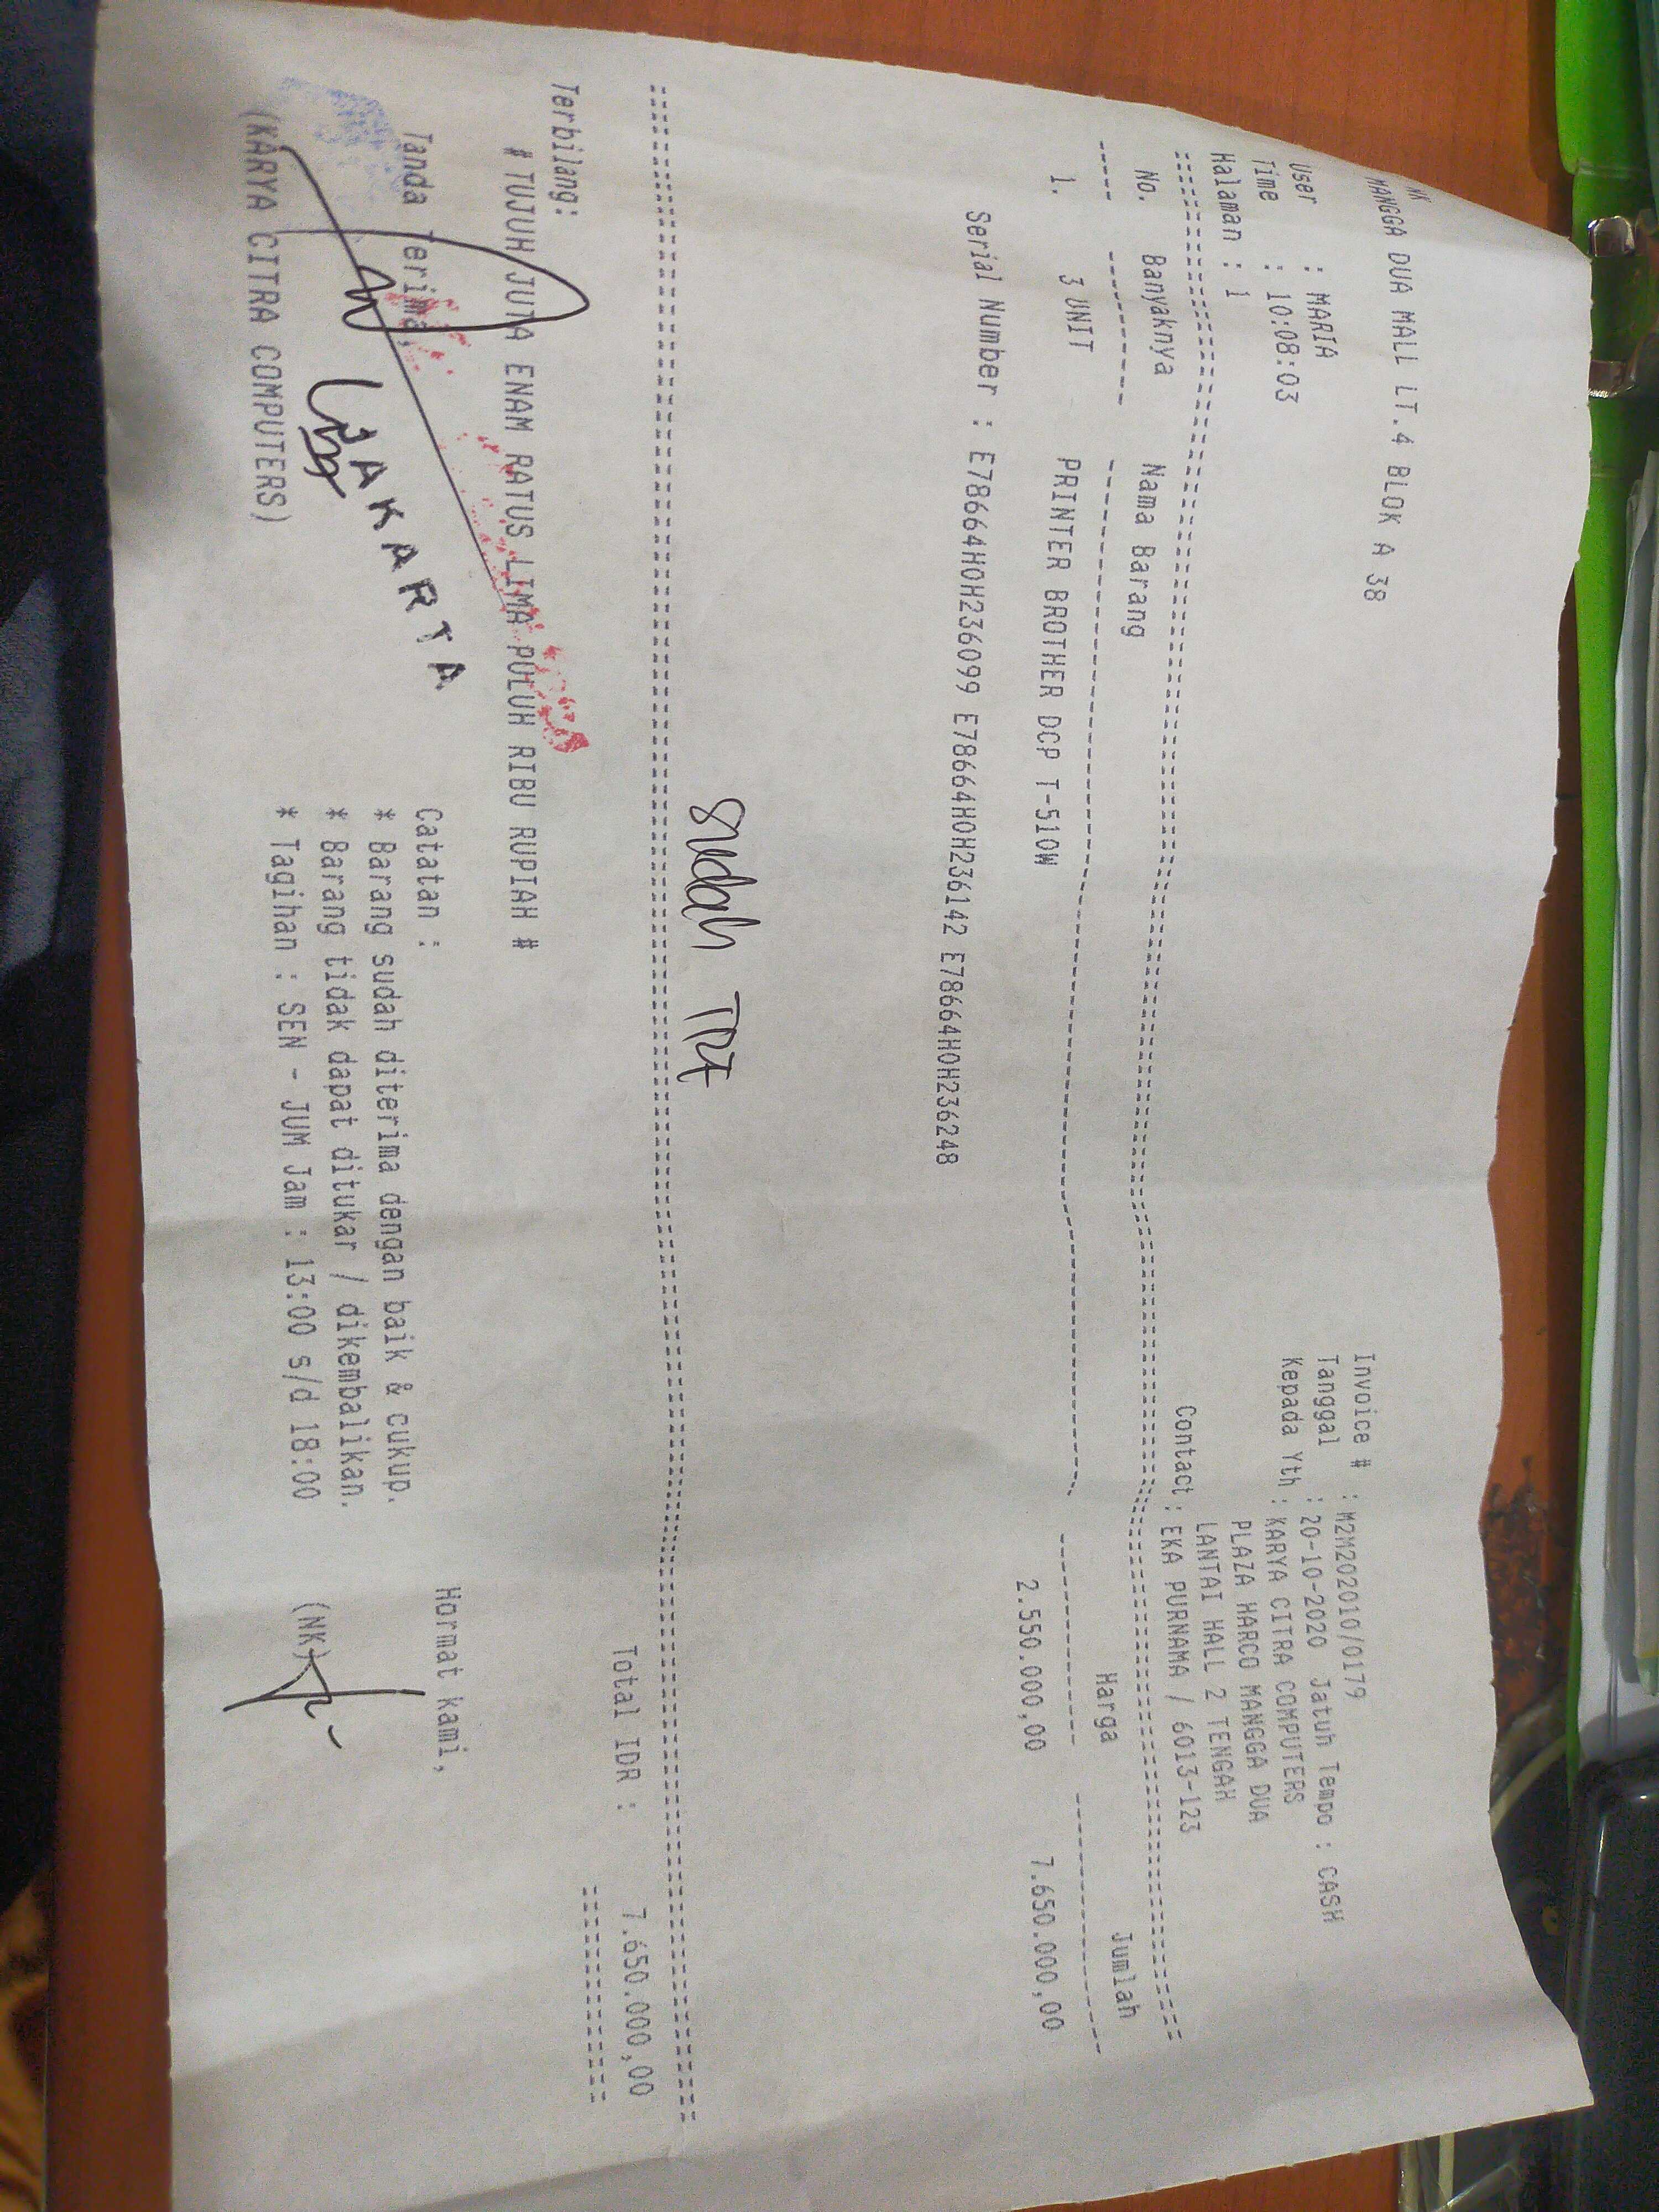 NK
MANGGA DUA MALL LT.4 BLOK A 38
Invoice # : M2M202010/0179
User : MARIA
Tanggal : 20-10-2020 Jatuh Tempo : CASH
Time : 10:08:03
Kepada Yth : KARYA CITRA COMPUTERS
Halaman : 1
PLAZA HARCO MANGGA DUA
LANTAI HALL 2 TENGAH
Contact : EKA PURNAMA / 6013-123
No. Banyaknya Nama Barang Harga Jumlah
1. 3 UNIT PRINTER BROTHER DCP T-510W 2.550.000,00 7.650.000,00
Serial Number : E78664H0H236099 E78664H0H236142 E78664H0H236248
sudah
Total IDR : 7.650.000,00
Terbilang:
# TUJUH JUTA ENAM RATUS LIMA PULUH RIBU RUPIAH #
Tanda Terima, Catatan : Hormat kami,
* Barang sudah diterima dengan baik & cukup.
* Barang tidak dapat ditukar / dikembalikan.
JAKARTA
(KARYA CITRA COMPUTERS) * Tagihan : SEN - JUM Jam : 13:00 s/d 18:00 (NK)